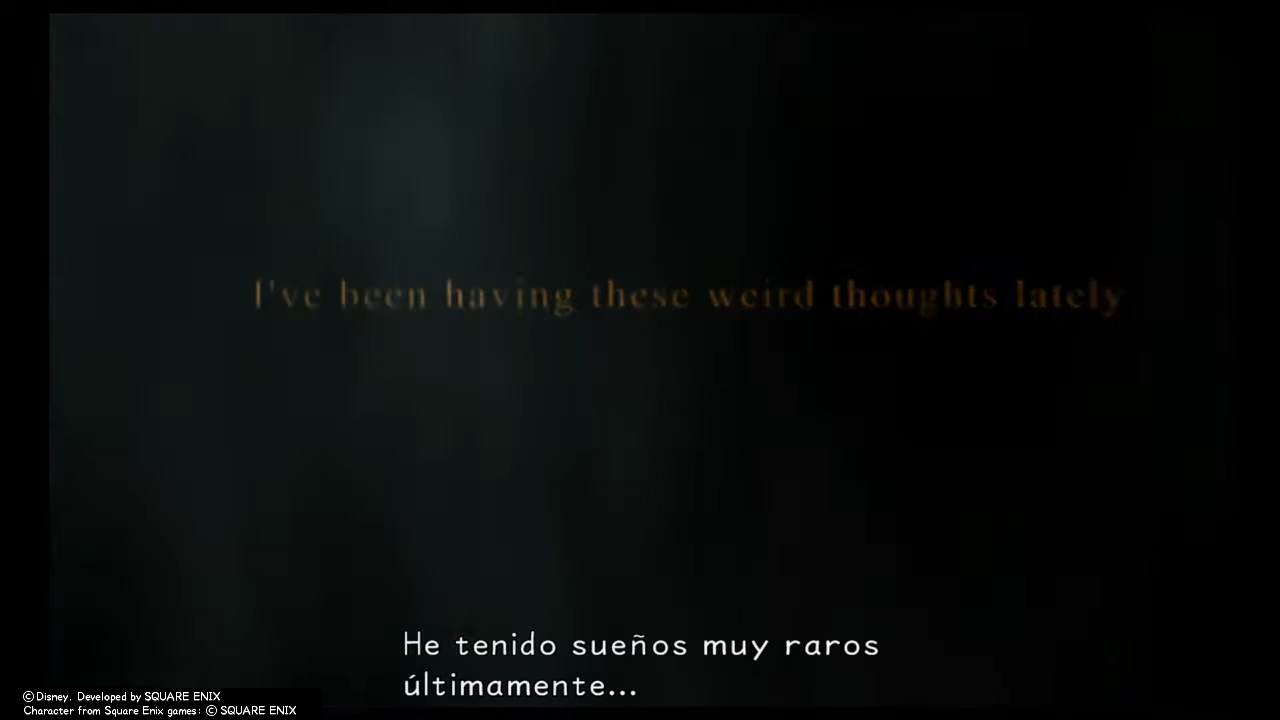 I've been having these weird thoughts lately
He tenido sueños muy raros
últimamente...
©Disney. Developed by SQUARE ENIX
Character from Square Enix games: © SQUARE ENIX